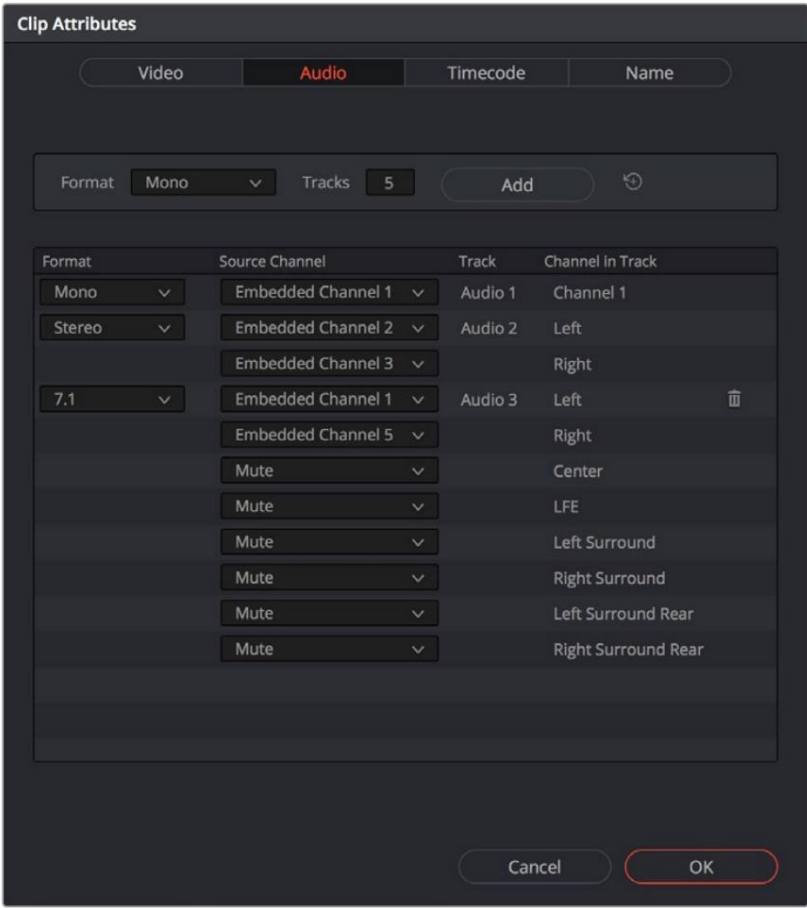 Clip Attributes
Video Audio Timecode Name
Format Mono Tracks 5 Add
Format Source Channel Track Channel in Track
Mono Embedded Channel 1 Audio 1 Channel 1
Stereo Embedded Channel 2 Audio 2 Left
Embedded Channel 3 Right
7.1 Embedded Channel 1 Audio 3 Left
Embedded Channel 5 Right
Mute Center
Mute LFE
Mute Left Surround
Mute Right Surround
Mute Left Surround Rear
Mute Right Surround Rear
Cancel OK